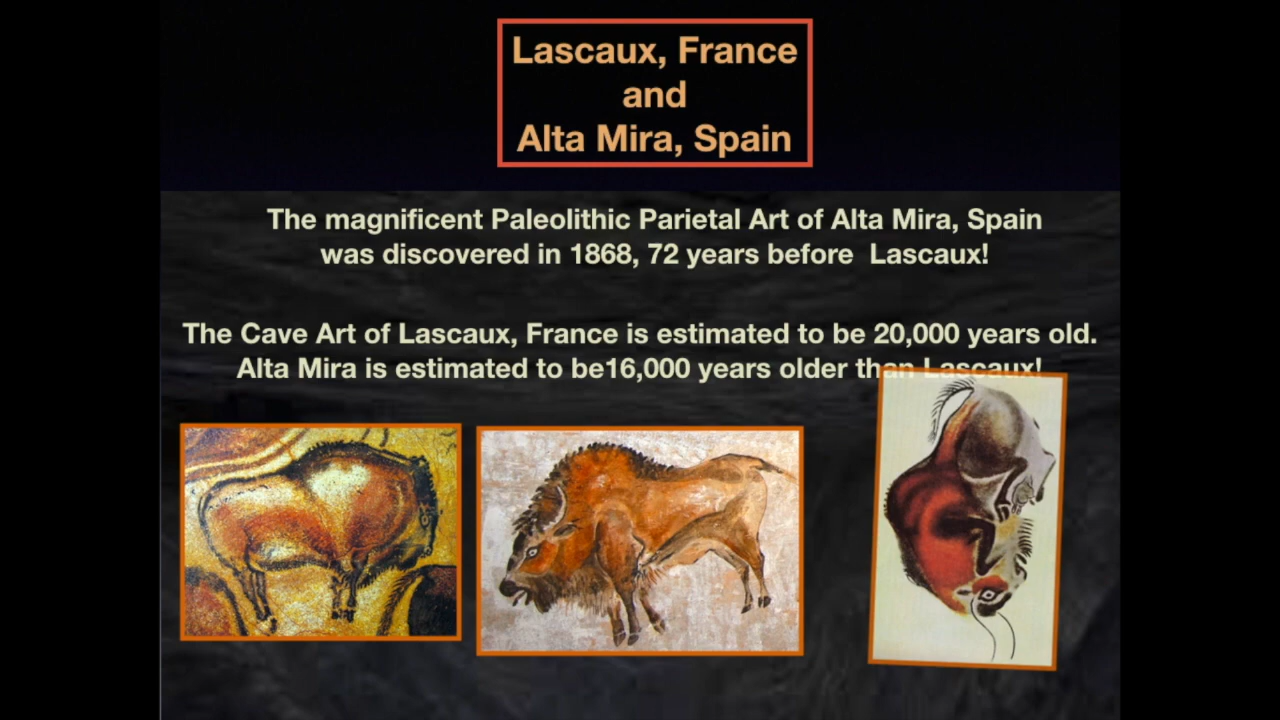 Lascaux, France
and
Alta Mira, Spain
The magnificent Paleolithic Parietal Art of Alta Mira, Spain
was discovered in 1868, 72 years before Lascaux!
The Cave Art of Lascaux, France is estimated to be 20,000 years old.
Alta Mira is estimated to be16,000 years older than Lascaux!